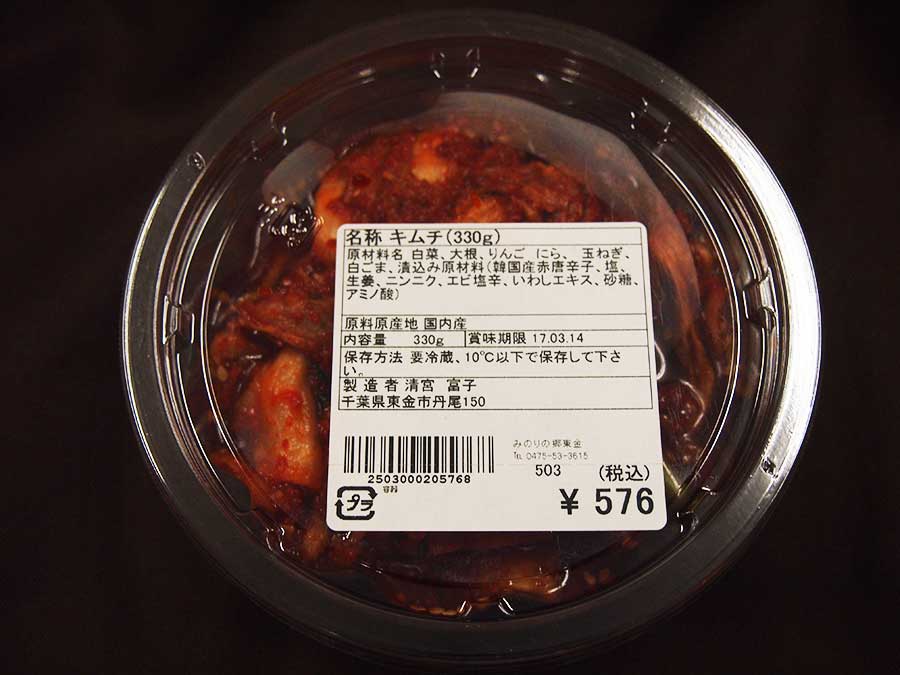 名称 キムチ(330g)
原材料名 白菜、大根、りんご にら、 玉ねぎ、
白ごま、漬込み原材料(韓国産赤唐辛子、塩、
生姜、ニンニク、エビ塩辛、いわしエキス、砂糖、
アミノ酸)
原料原産地 国内産
内容量 330g 賞味期限 17.03.14
保存方法 要冷蔵、10℃以下で保存して下さ
い。
製 造 者 清宮 富子
千葉県東金市丹尾150
みのりの郷東金
TEL 0475-53-3615
503 (税込)
2503000205768
容お
プラ
¥ 576